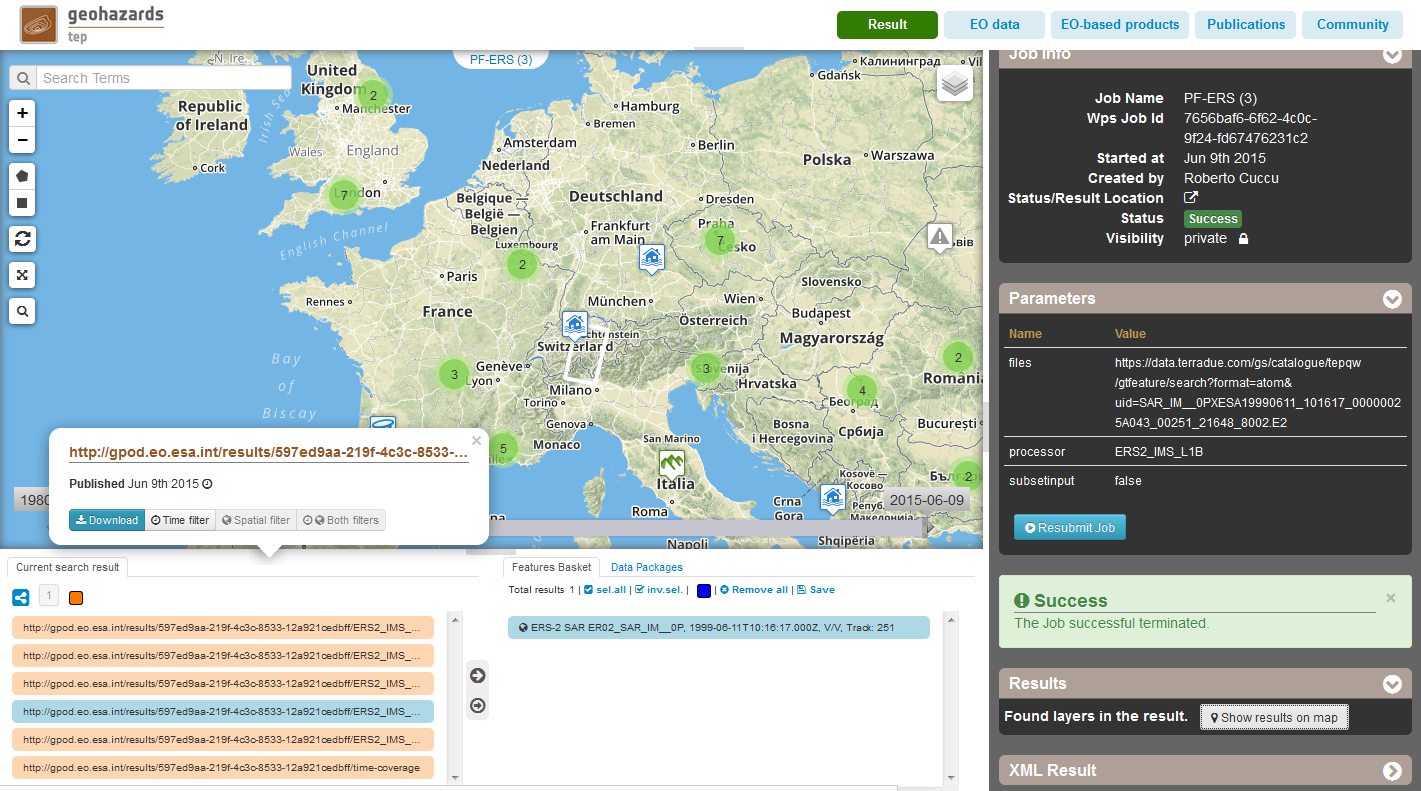 geohazards
tep
Result
EO data
EO-based products
Publications
Community
PF-ERS (3)
Search Terms
N. Ire...
United
Kingdom
2
Manchester
Republic
of Ireland
Irish Sea
Cork
Wales
England
7
London
English Channel
Калининград
Gdańsk
Hamburg
Bremen
Amsterdam
Nederland
Berlin
Polska
Warszawa
Belgique —
België —
Belgien
Deutschland
Dresden
Frankfurt
am Main
Praha
7
Česko
Luxembourg
2
Paris
Rennes
France
München
Wien
Slovensko
Österreich
Budapest
Magyarország
Liechtenstein
Switzerland
Bay
of
Biscay
3
Genève
Lyon
Milano
Torino
Genova
3
Slovenija
Hrvatska
2
România
4
Београд
Bosna
i Hercegovina
Србија
București
5
Monaco
San Marino
Italia
Roma
Napoli
Crna
Gora
Kosovë —
Косово
Shqipëria
2
1980
2015-06-09
http://gpod.eo.esa.int/results/597ed9aa-219f-4c3c-8533-...
×
Published Jun 9th 2015
Download
Time filter
Spatial filter
Both filters
Current search result
1
http://gpod.eo.esa.int/results/597ed9aa-219f-4c3c-8533-12a921cedbff/ERS2_IMS_...
http://gpod.eo.esa.int/results/597ed9aa-219f-4c3c-8533-12a921cedbff/ERS2_IMS_...
http://gpod.eo.esa.int/results/597ed9aa-219f-4c3c-8533-12a921cedbff/ERS2_IMS_...
http://gpod.eo.esa.int/results/597ed9aa-219f-4c3c-8533-12a921cedbff/ERS2_IMS_...
http://gpod.eo.esa.int/results/597ed9aa-219f-4c3c-8533-12a921cedbff/ERS2_IMS_...
http://gpod.eo.esa.int/results/597ed9aa-219f-4c3c-8533-12a921cedbff/time-coverage
Features Basket
Data Packages
Total results 1 | sel.all | inv.sel. | Remove all | Save
ERS-2 SAR ER02_SAR_IM__0P, 1999-06-11T10:16:17.000Z, V/V, Track: 251
Job Info
Job Name PF-ERS (3)
Wps Job Id 7656baf6-6f62-4c0c-
9f24-fd67476231c2
Started at Jun 9th 2015
Created by Roberto Cuccu
Status/Result Location
Status Success
Visibility private
Parameters
Name Value
files https://data.terradue.com/gs/catalogue/tepqw
/gtfeature/search?format=atom&
uid=SAR_IM__0PXESA19990611_101617_0000002
5A043_00251_21648_8002.E2
processor ERS2_IMS_L1B
subsetinput false
Resubmit Job
Success
×
The Job successful terminated.
Results
Found layers in the result. Show results on map
XML Result